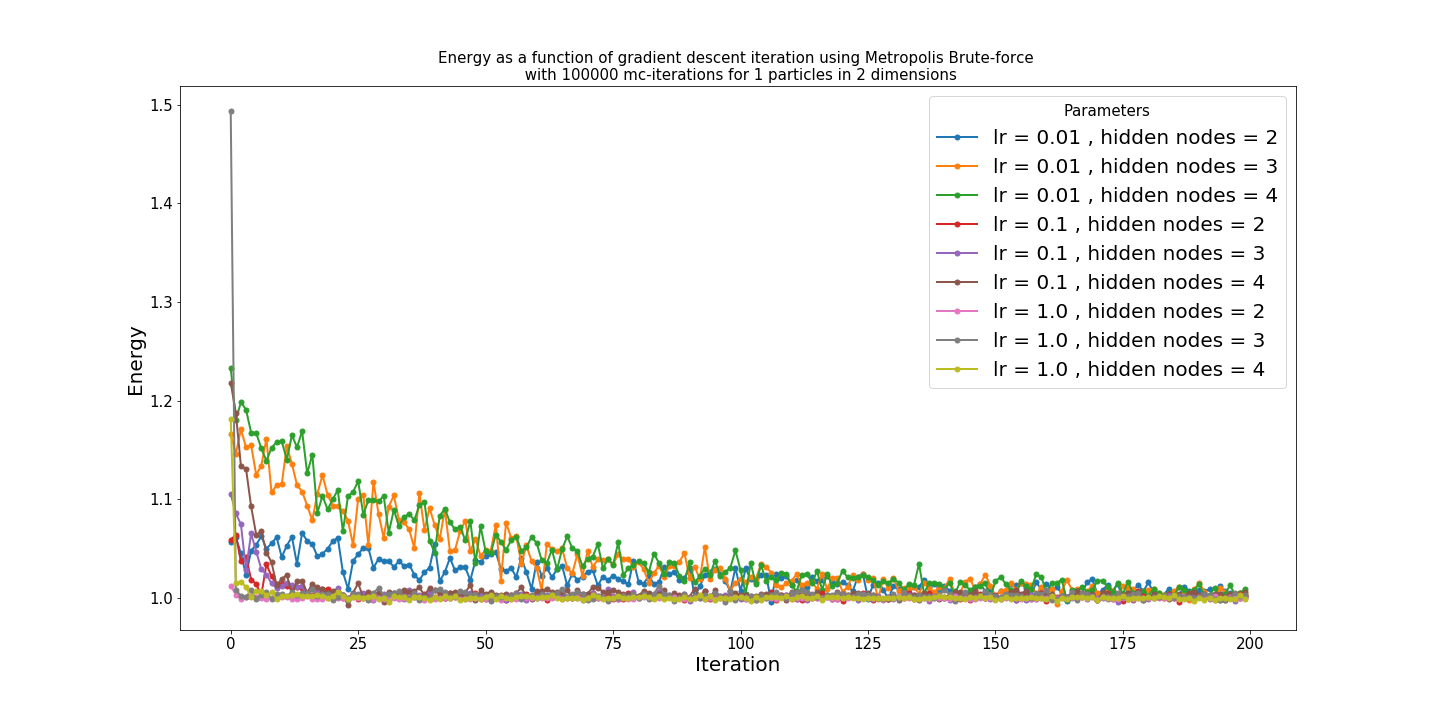 Energy as a function of gradient descent iteration using Metropolis Brute-force
with 100000 mc-iterations for 1 particles in 2 dimensions
Parameters
lr = 0.01 , hidden nodes = 2
lr = 0.01 , hidden nodes = 3
lr = 0.01 , hidden nodes = 4
lr = 0.1 , hidden nodes = 2
lr = 0.1 , hidden nodes = 3
lr = 0.1 , hidden nodes = 4
lr = 1.0 , hidden nodes = 2
lr = 1.0 , hidden nodes = 3
lr = 1.0 , hidden nodes = 4
Energy
1.5
1.4
1.3
1.2
1.1
1.0
0 25 50 75 100 125 150 175 200
Iteration